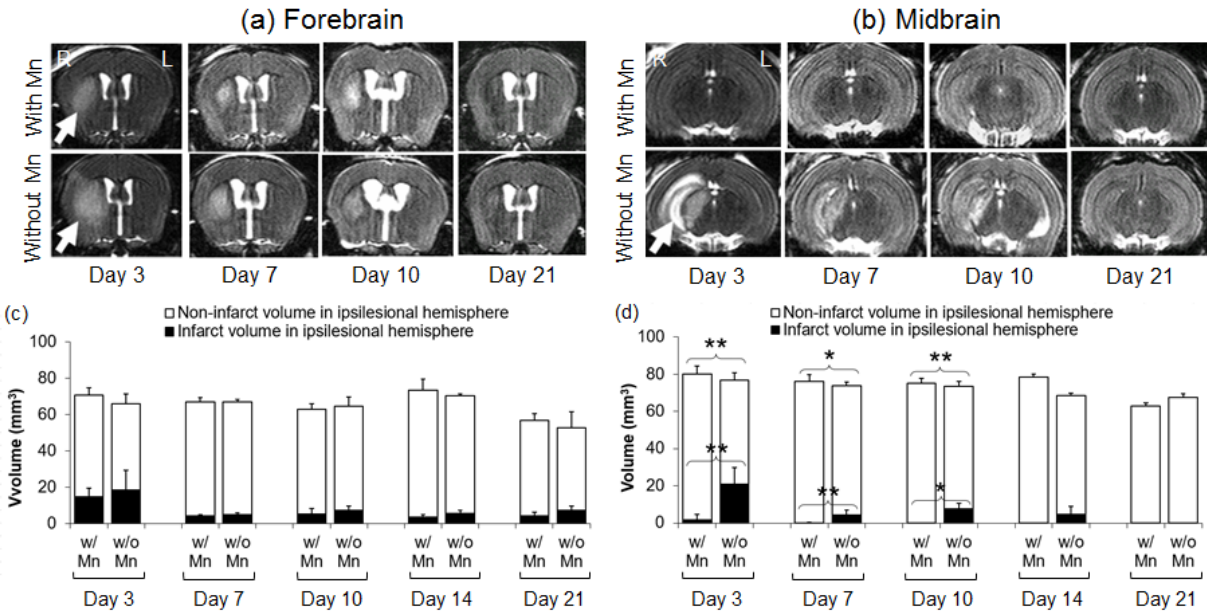 (a) Forebrain
(b) Midbrain
With Mn
R L
R L
Without Mn
With Mn
Without Mn
Day 3 Day 7 Day 10 Day 21
Day 3 Day 7 Day 10 Day 21
(c)
Non-infarct volume in ipsilesional hemisphere
Infarct volume in ipsilesional hemisphere
Vvolume (mm³)
100
80
60
40
20
0
w/ w/o w/ w/o w/ w/o w/ w/o w/ w/o
Mn Mn Mn Mn Mn Mn Mn Mn Mn Mn
Day 3 Day 7 Day 10 Day 14 Day 21
(d)
Non-infarct volume in ipsilesional hemisphere
Infarct volume in ipsilesional hemisphere
Volume (mm³)
100
80
60
40
20
0
** * **
** ** *
w/ w/o w/ w/o w/ w/o w/ w/o w/ w/o
Mn Mn Mn Mn Mn Mn Mn Mn Mn Mn
Day 3 Day 7 Day 10 Day 14 Day 21